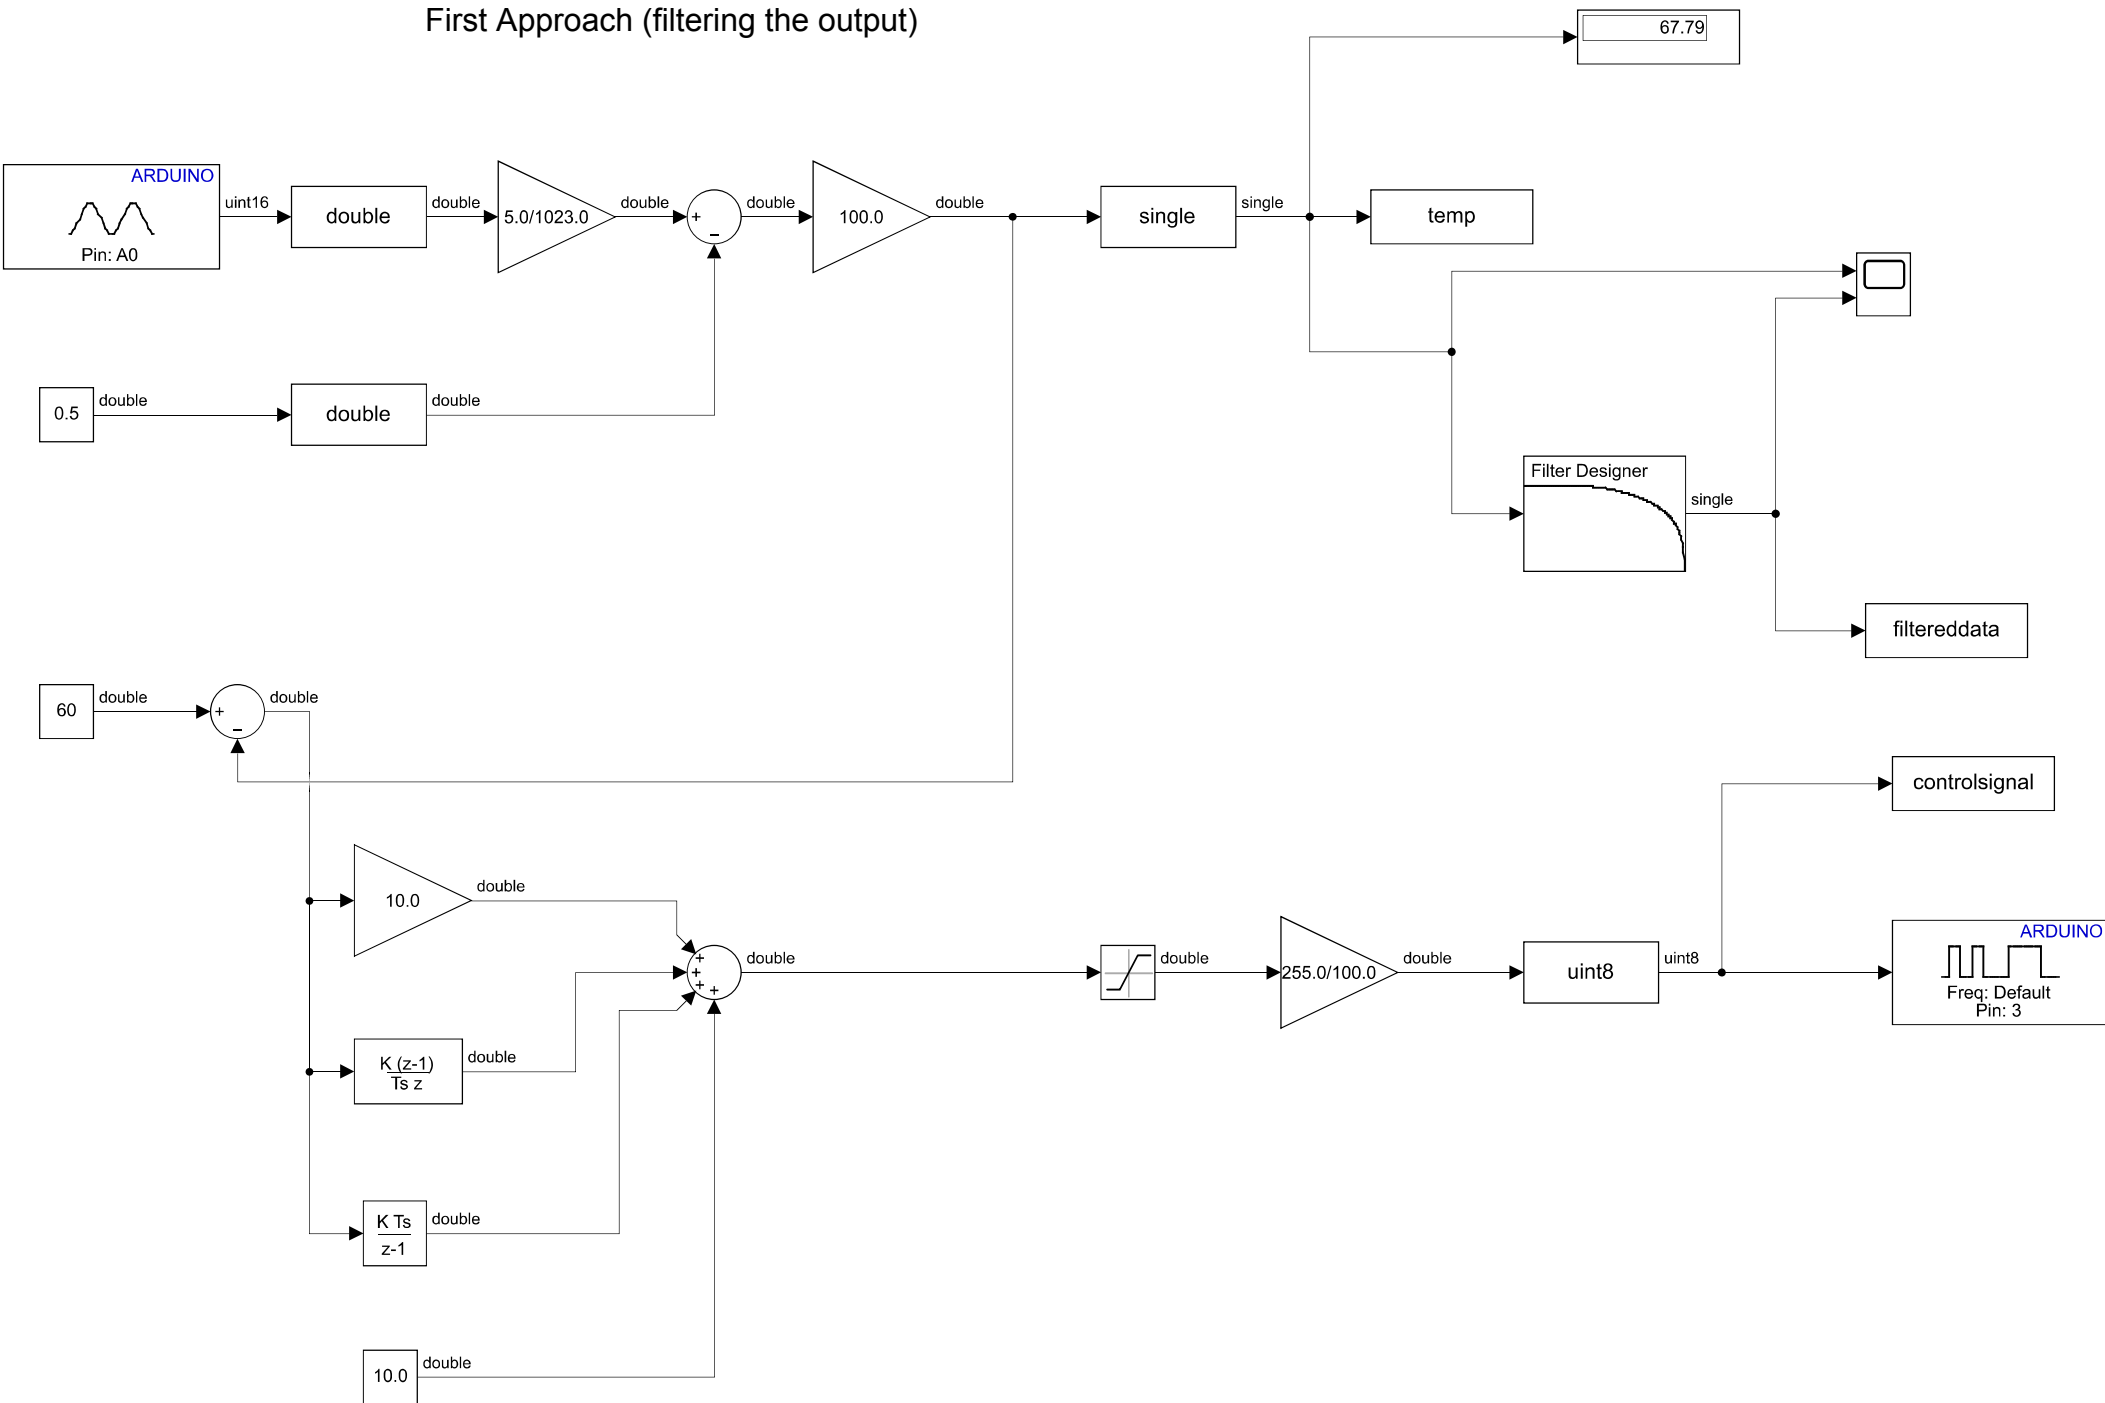 First Approach (filtering the output)
67.79
ARDUINO
Pin: A0
uint16
double
double
5.0/1023.0
double
+
−
double
100.0
double
single
single
temp
0.5
double
double
double
Filter Designer
single
filtereddata
60
double
+
−
double
controlsignal
10.0
double
+
+
+
+
double
double
255.0/100.0
double
uint8
uint8
ARDUINO
Freq: Default
Pin: 3
K (z-1)
Ts z
double
K Ts
z-1
double
10.0
double